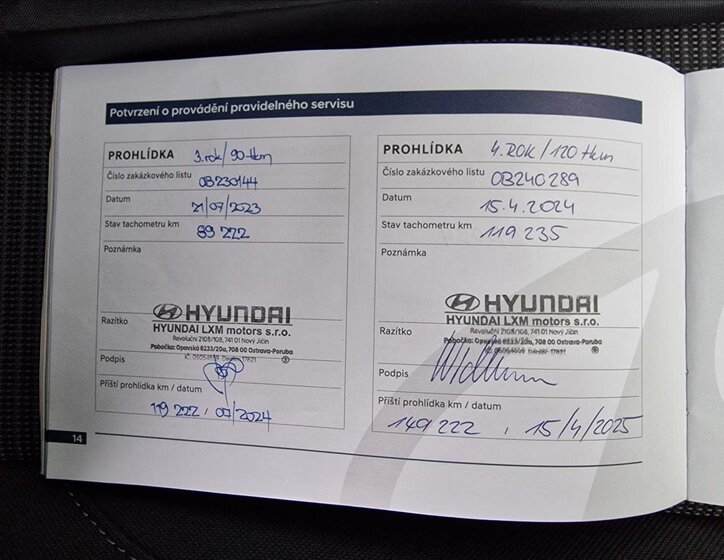 Potvrzení o provádění pravidelného servisu
PROHLÍDKA 3.rok/90tkm
Číslo zakázkového listu
0B230144
Datum
21/07/2023
Stav tachometru km
89 222
Poznámka
Razítko
HYUNDAI
HYUNDAI LXM motors s.r.o.
Revoluční 2108/108, 741 01 Nový Jičín
Pobočka: Opavská 6233/20a, 708 00 Ostrava-Poruba
Podpis
Příští prohlídka km / datum
119 222 / 07/2024
14
PROHLÍDKA 4.ROK/120 tkm
Číslo zakázkového listu
0B240289
Datum
15.4.2024
Stav tachometru km
119 235
Poznámka
Razítko
HYUNDAI
HYUNDAI LXM motors s.r.o.
Revoluční 2108/108, 741 01 Nový Jičín
Pobočka: Opavská 6233/20a, 708 00 Ostrava-Poruba
Podpis
Příští prohlídka km / datum
149 222 , 15/4/2025